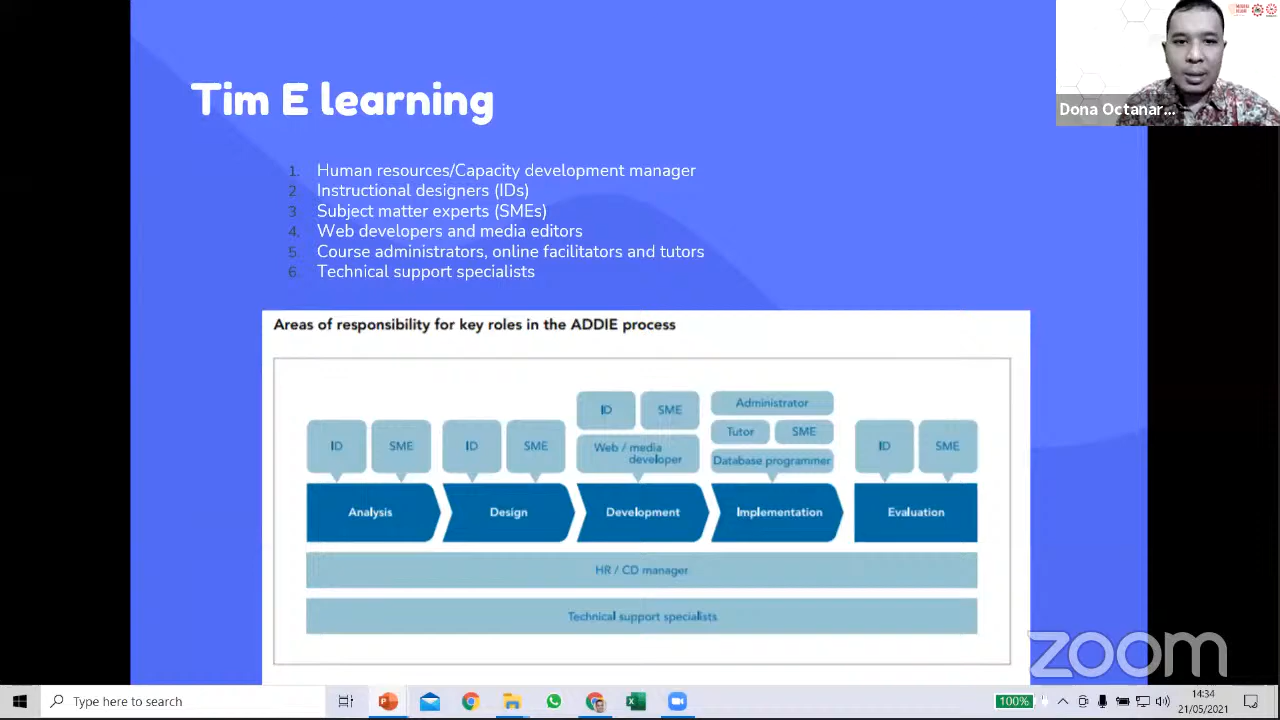 Tim E learning
Dona Octanar...
1. Human resources/Capacity development manager
2. Instructional designers (IDs)
3. Subject matter experts (SMEs)
4. Web developers and media editors
5. Course administrators, online facilitators and tutors
6. Technical support specialists
Areas of responsibility for key roles in the ADDIE process
ID SME Administrator
ID SME ID SME Web / media developer Tutor SME Database programmer ID SME
Analysis Design Development Implementation Evaluation
HR / CD manager
Technical support specialists
zoom
Type here to search
100%
14:34
21/05/2021